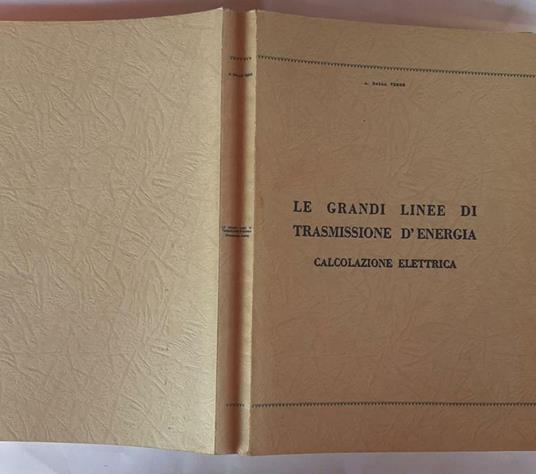 A. DALLA VERDE
LE GRANDI LINEE DI
TRASMISSIONE D'ENERGIA
CALCOLAZIONE ELETTRICA